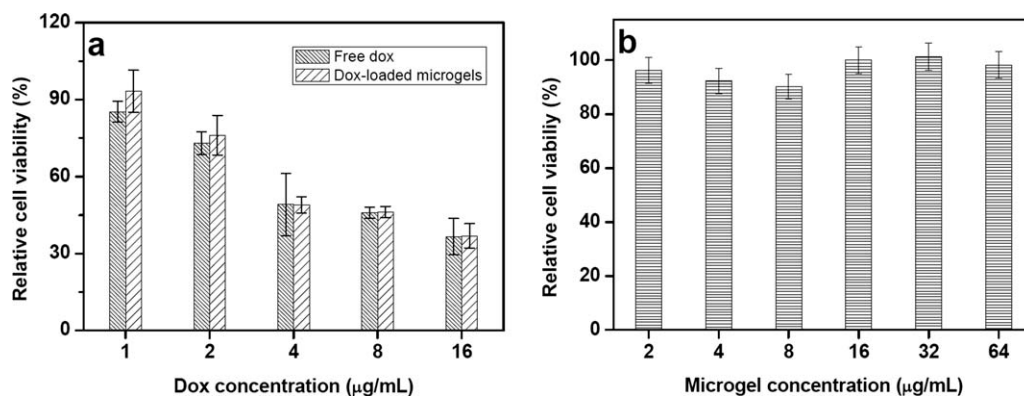 a
Free dox
Dox-loaded microgels
Relative cell viability (%)
120
90
60
30
0
1 2 4 8 16
Dox concentration (μg/mL)
b
Relative cell viabiliy (%)
100
80
60
40
20
0
2 4 8 16 32 64
Microgel concentration (μg/mL)